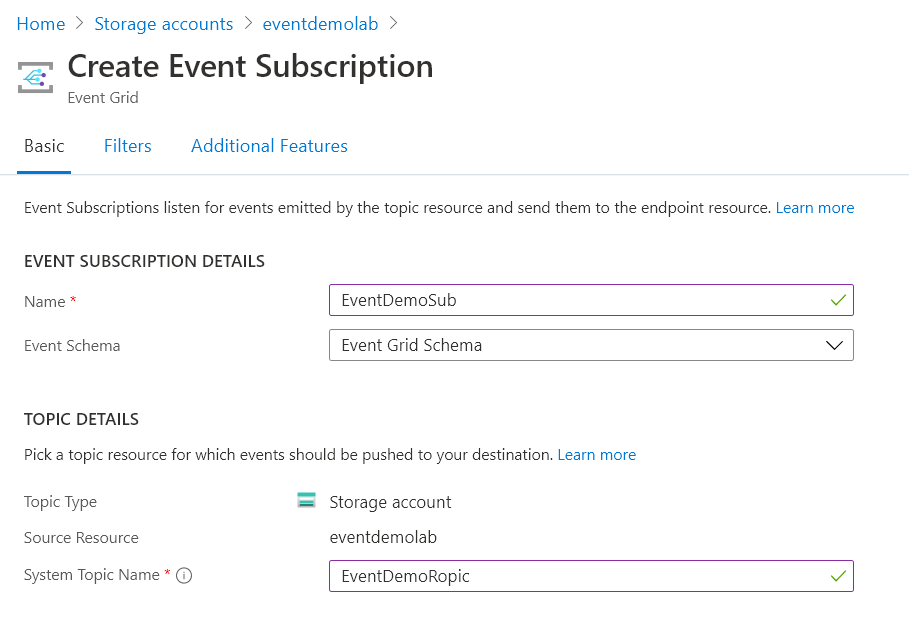 Home > Storage accounts > eventdemolab >
Create Event Subscription
Event Grid
Basic Filters Additional Features
Event Subscriptions listen for events emitted by the topic resource and send them to the endpoint resource. Learn more
EVENT SUBSCRIPTION DETAILS
Name * EventDemoSub
Event Schema Event Grid Schema
TOPIC DETAILS
Pick a topic resource for which events should be pushed to your destination. Learn more
Topic Type Storage account
Source Resource eventdemolab
System Topic Name * EventDemoRopic